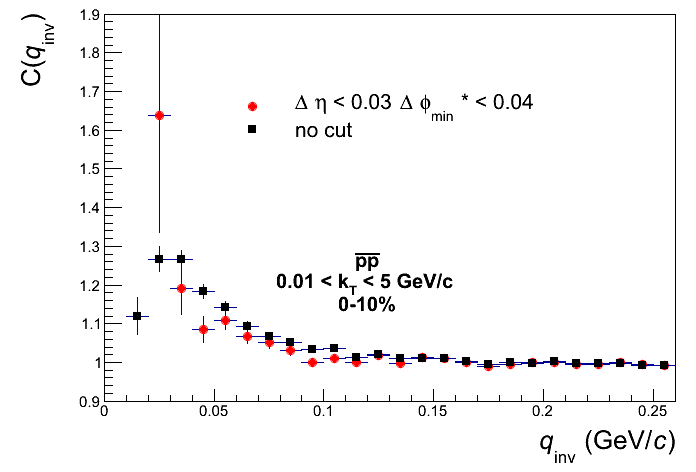 C(q_inv)
1.9
1.8
1.7
1.6
1.5
1.4
1.3
1.2
1.1
1
0.9
Δ η < 0.03 Δ ϕ_min * < 0.04
no cut
p̅p̅
0.01 < k_T < 5 GeV/c
0-10%
0 0.05 0.1 0.15 0.2 0.25
q_inv (GeV/c)